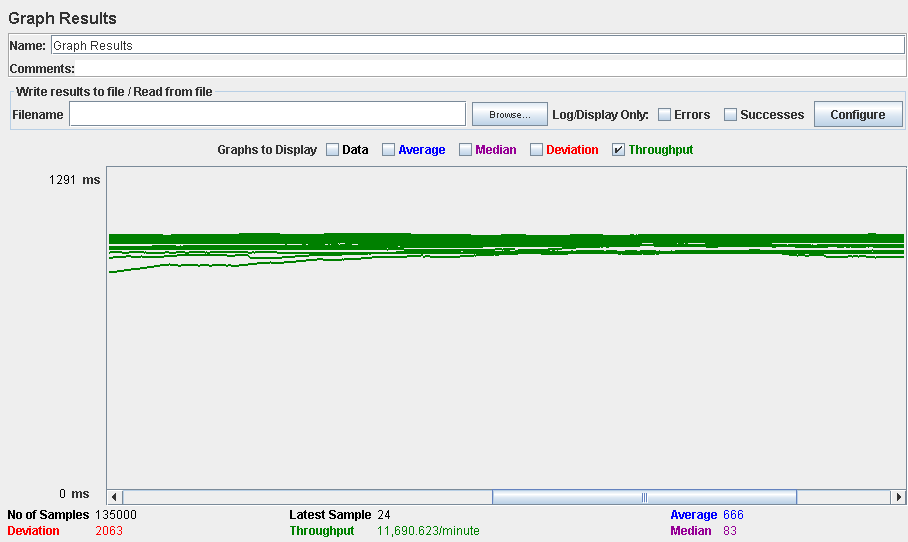 Graph Results
Name: Graph Results
Comments:
Write results to file / Read from file
Filename Browse... Log/Display Only: Errors Successes Configure
Graphs to Display Data Average Median Deviation Throughput
1291 ms
0 ms
No of Samples 135000 Latest Sample 24 Average 666
Deviation 2063 Throughput 11,690.623/minute Median 83